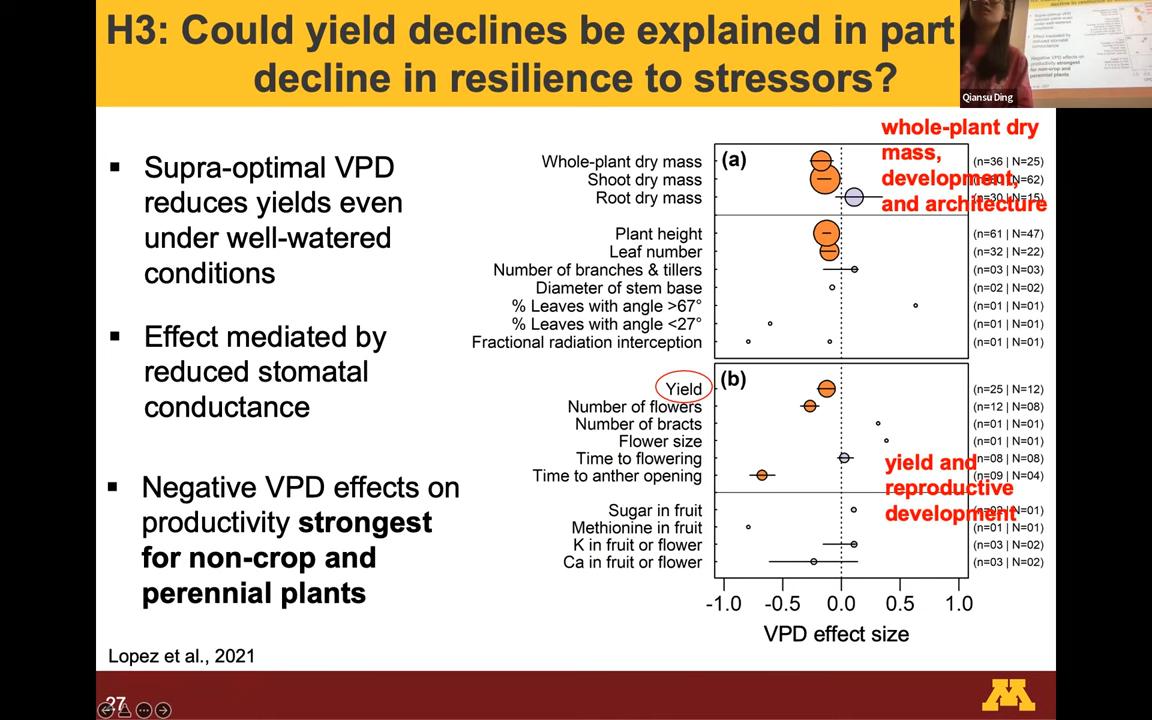 H3: Could yield declines be explained in part
decline in resilience to stressors?
Qiansu Ding
▪ Supra-optimal VPD
reduces yields even
under well-watered
conditions
▪ Effect mediated by
reduced stomatal
conductance
▪ Negative VPD effects on
productivity strongest
for non-crop and
perennial plants
Lopez et al., 2021
27
whole-plant dry
mass,
development,
and architecture
(a)
Whole-plant dry mass (n=36 | N=25)
Shoot dry mass N=62)
Root dry mass (n=30 | N=15)
Plant height (n=61 | N=47)
Leaf number (n=32 | N=22)
Number of branches & tillers (n=03 | N=03)
Diameter of stem base (n=02 | N=02)
% Leaves with angle >67° (n=01 | N=01)
% Leaves with angle <27° (n=01 | N=01)
Fractional radiation interception (n=01 | N=01)
(b)
Yield (n=25 | N=12)
Number of flowers (n=12 | N=08)
Number of bracts (n=01 | N=01)
Flower size (n=01 | N=01)
Time to flowering (n=08 | N=08)
Time to anther opening (n=09 | N=04)
yield and
reproductive
development
Sugar in fruit N=01)
Methionine in fruit (n=01 | N=01)
K in fruit or flower (n=03 | N=02)
Ca in fruit or flower (n=03 | N=02)
-1.0 -0.5 0.0 0.5 1.0
VPD effect size
M